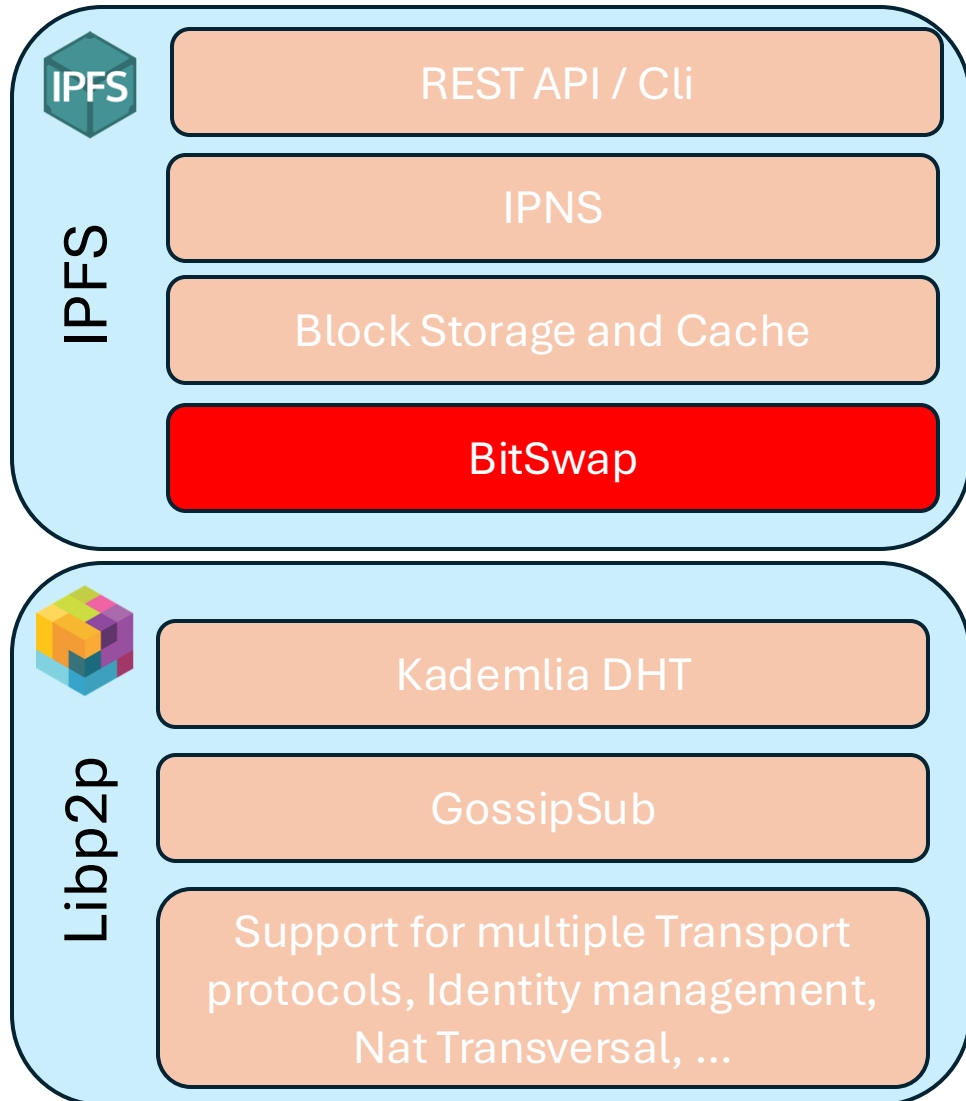 IPFS
REST API / Cli
IPFS
IPNS
Block Storage and Cache
BitSwap
Libp2p
Kademlia DHT
GossipSub
Support for multiple Transport
protocols, Identity management,
Nat Transversal, ...